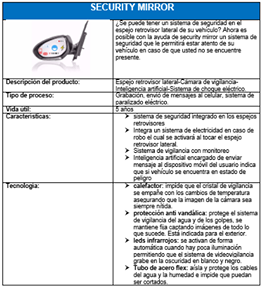 SECURITY MIRROR
¿Se puede tener un sistema de seguridad en el
espejo retrovisor lateral de su vehículo? Ahora es
posible con la ayuda de security mirror un sistema de
seguridad que le permitirá estar atento de su
vehículo en caso de que usted no se encuentre
presente.
Descripción del producto:
Espejo retrovisor lateral-Cámara de vigilancia-
Inteligencia artificial-Sistema de choque eléctrico.
Tipo de proceso:
Grabación, envió de mensajes al celular, sistema de
paralizado eléctrico.
Vida útil:
5 años
Características:
sistema de seguridad integrado en los espejos
retrovisores
Integra un sistema de electricidad en caso de
robo el cual se activará al tocar el espejo
retrovisor lateral.
Sistema de vigilancia con monitoreo
Inteligencia artificial encargado de enviar
mensaje al dispositivo móvil del usuario indica
que si vehículo se encuentra en estado de
peligro
Tecnología:
calefactor: impide que el cristal de vigilancia
se empañe con los cambios de temperatura
asegurando que la imagen de la cámara sea
siempre nítida.
protección anti vandálica: protege el sistema
de vigilancia del agua y de los golpes, se
mantiene fija captando imágenes de todo lo
que sucede. Está indicada para el exterior.
leds infrarrojos: se activan de forma
automática cuando hay poca iluminación
permitiendo que el sistema de videovigilancia
grabe en la oscuridad en blanco y negro.
Tubo de acero flex: aísla y protege los cables
del agua y la humedad e impide que puedan
ser cortados.